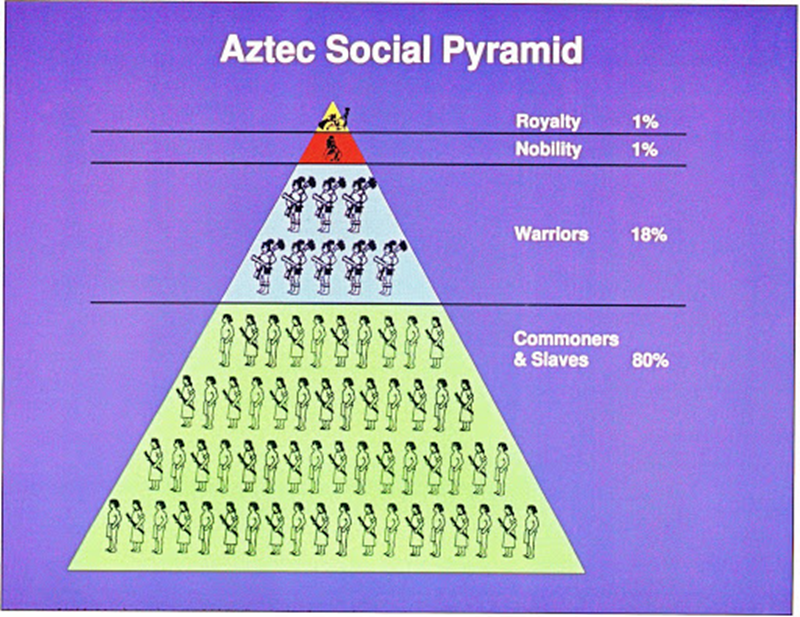 Aztec Social Pyramid
Royalty 1%
Nobility 1%
Warriors 18%
Commoners
& Slaves 80%